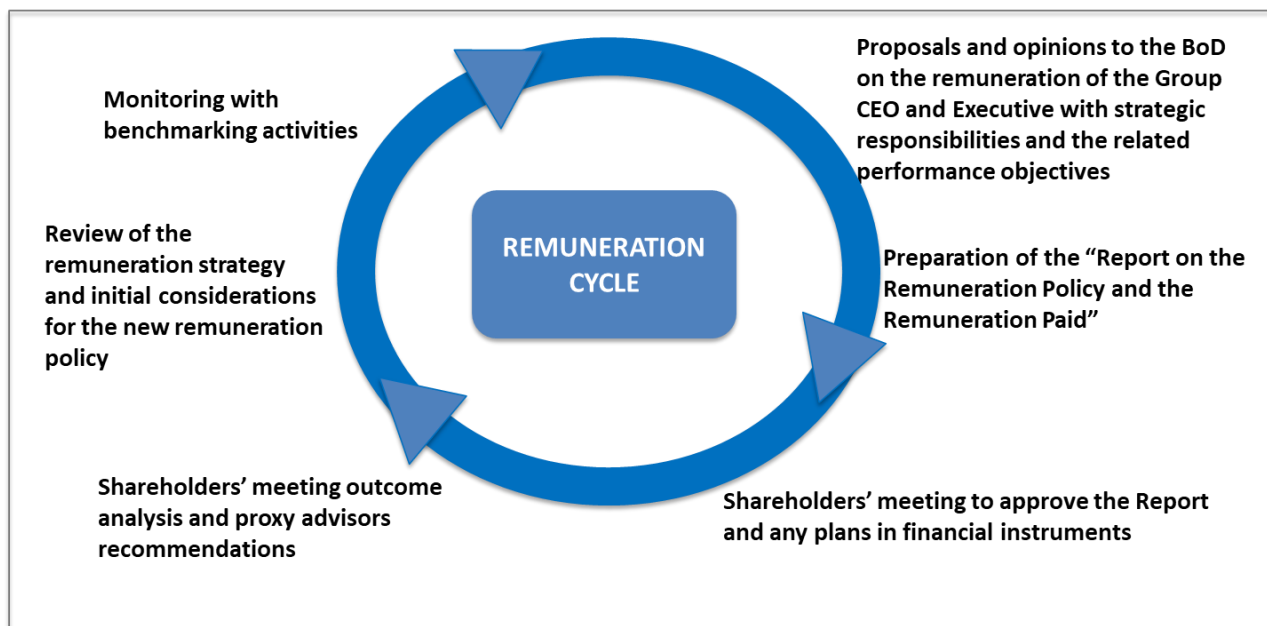 Proposals and opinions to the BoD
on the remuneration of the Group
CEO and Executive with strategic
responsibilities and the related
performance objectives
Monitoring with
benchmarking activities
REMUNERATION
CYCLE
Review of the
remuneration strategy
and initial considerations
for the new remuneration
policy
Preparation of the “Report on the
Remuneration Policy and the
Remuneration Paid”
Shareholders’ meeting outcome
analysis and proxy advisors
recommendations
Shareholders’ meeting to approve the Report
and any plans in financial instruments